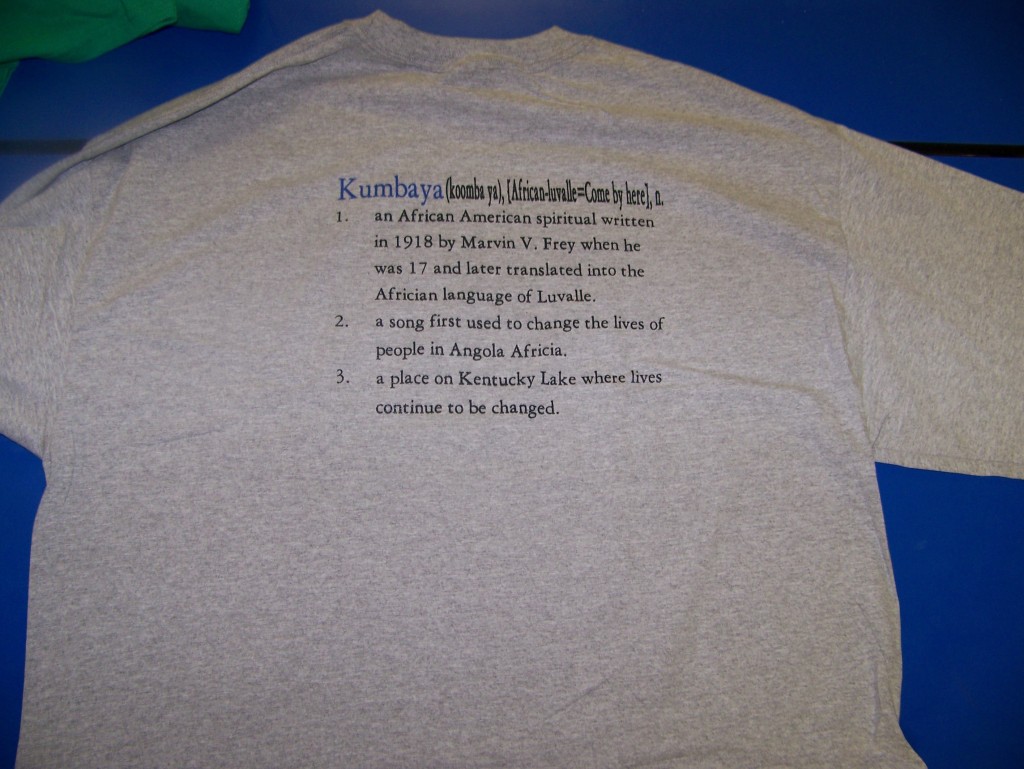 Kumbaya (koomba ya), [African-luvalle=Come by here], n.
1. an African American spiritual written
in 1918 by Marvin V. Frey when he
was 17 and later translated into the
Africian language of Luvalle.
2. a song first used to change the lives of
people in Angola Africia.
3. a place on Kentucky Lake where lives
continue to be changed.